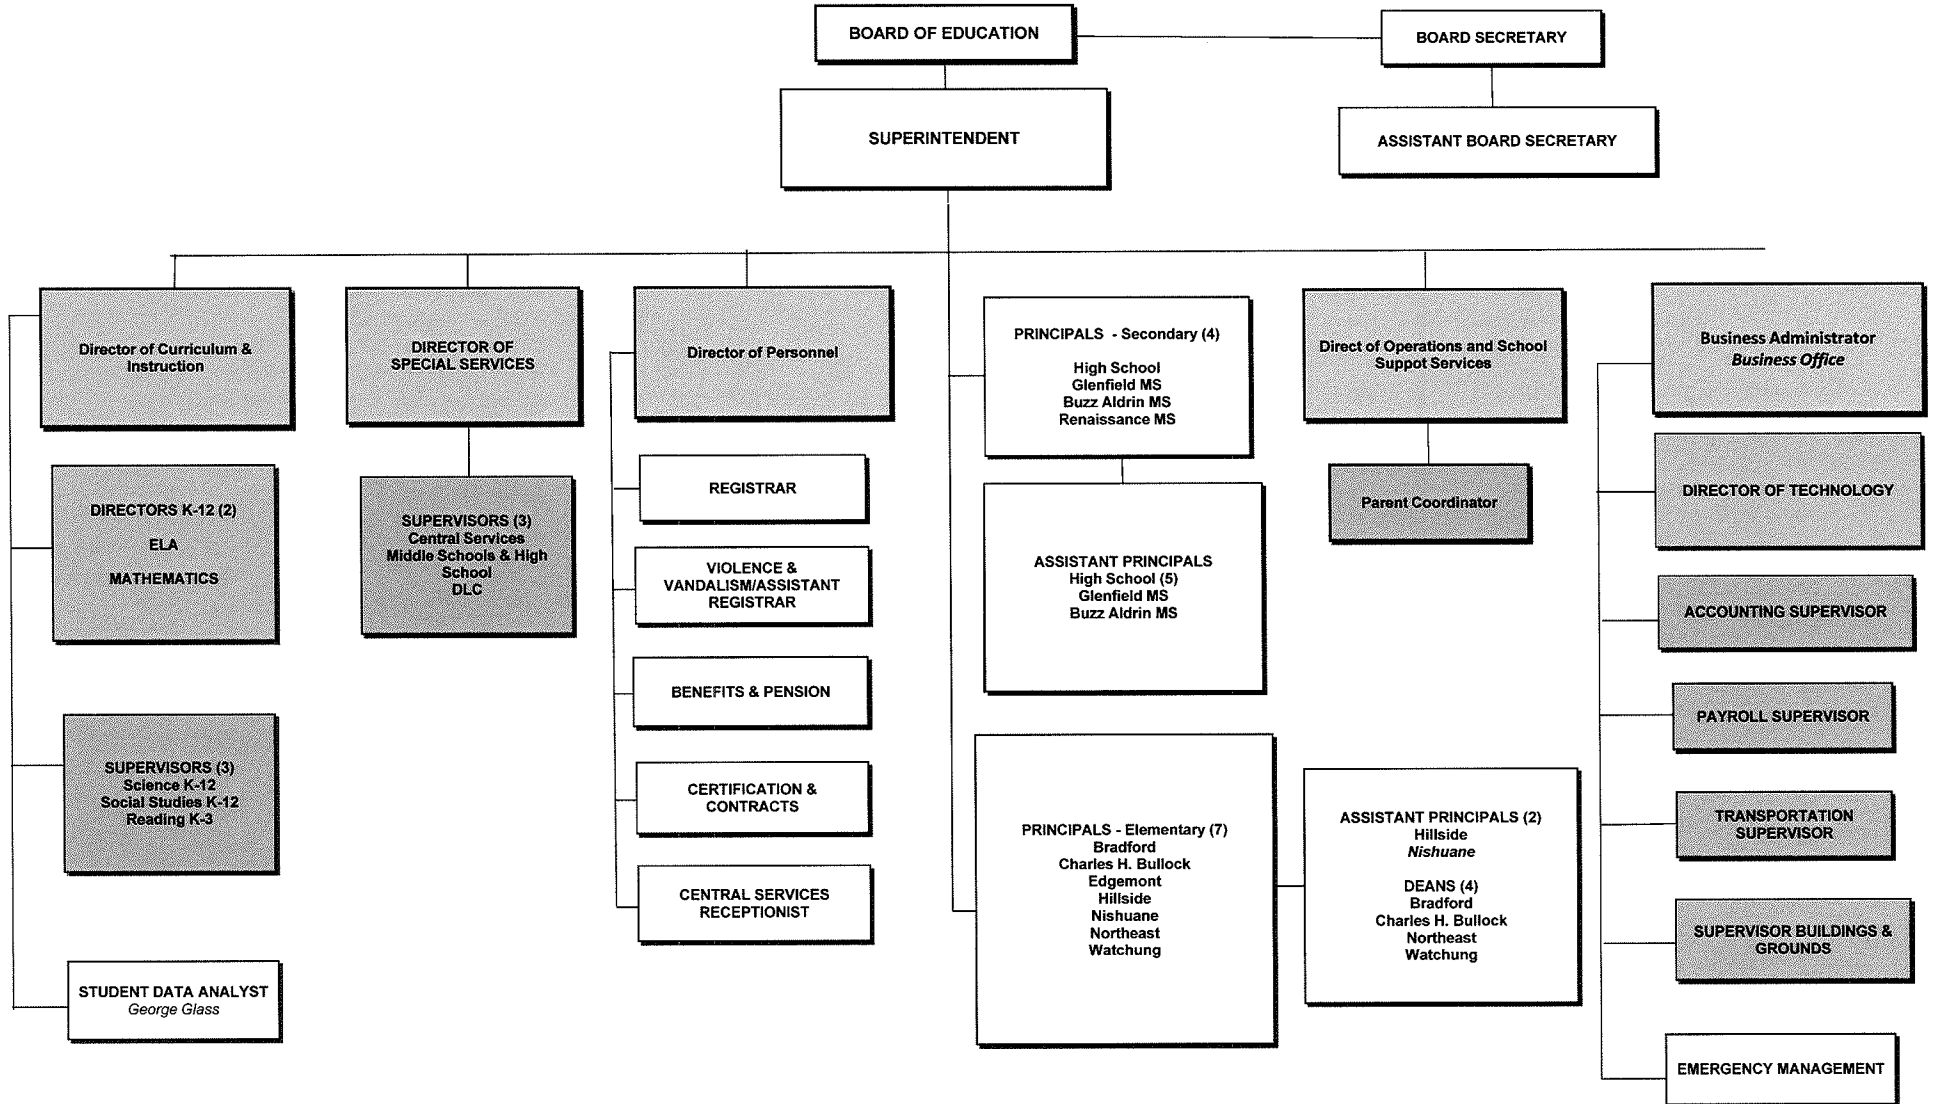 BOARD OF EDUCATION
BOARD SECRETARY
SUPERINTENDENT
ASSISTANT BOARD SECRETARY
Director of Curriculum &
Instruction
DIRECTORS K-12 (2)
ELA
MATHEMATICS
SUPERVISORS (3)
Science K-12
Social Studies K-12
Reading K-3
STUDENT DATA ANALYST
George Glass
DIRECTOR OF
SPECIAL SERVICES
SUPERVISORS (3)
Central Services
Middle Schools & High
School
DLC
Director of Personnel
REGISTRAR
VIOLENCE &
VANDALISM/ASSISTANT
REGISTRAR
BENEFITS & PENSION
CERTIFICATION &
CONTRACTS
CENTRAL SERVICES
RECEPTIONIST
PRINCIPALS - Secondary (4)
High School
Glenfield MS
Buzz Aldrin MS
Renaissance MS
ASSISTANT PRINCIPALS
High School (5)
Glenfield MS
Buzz Aldrin MS
PRINCIPALS - Elementary (7)
Bradford
Charles H. Bullock
Edgemont
Hillside
Nishuane
Northeast
Watchung
ASSISTANT PRINCIPALS (2)
Hillside
Nishuane
DEANS (4)
Bradford
Charles H. Bullock
Northeast
Watchung
Direct of Operations and School
Suppot Services
Parent Coordinator
Business Administrator
Business Office
DIRECTOR OF TECHNOLOGY
ACCOUNTING SUPERVISOR
PAYROLL SUPERVISOR
TRANSPORTATION
SUPERVISOR
SUPERVISOR BUILDINGS &
GROUNDS
EMERGENCY MANAGEMENT